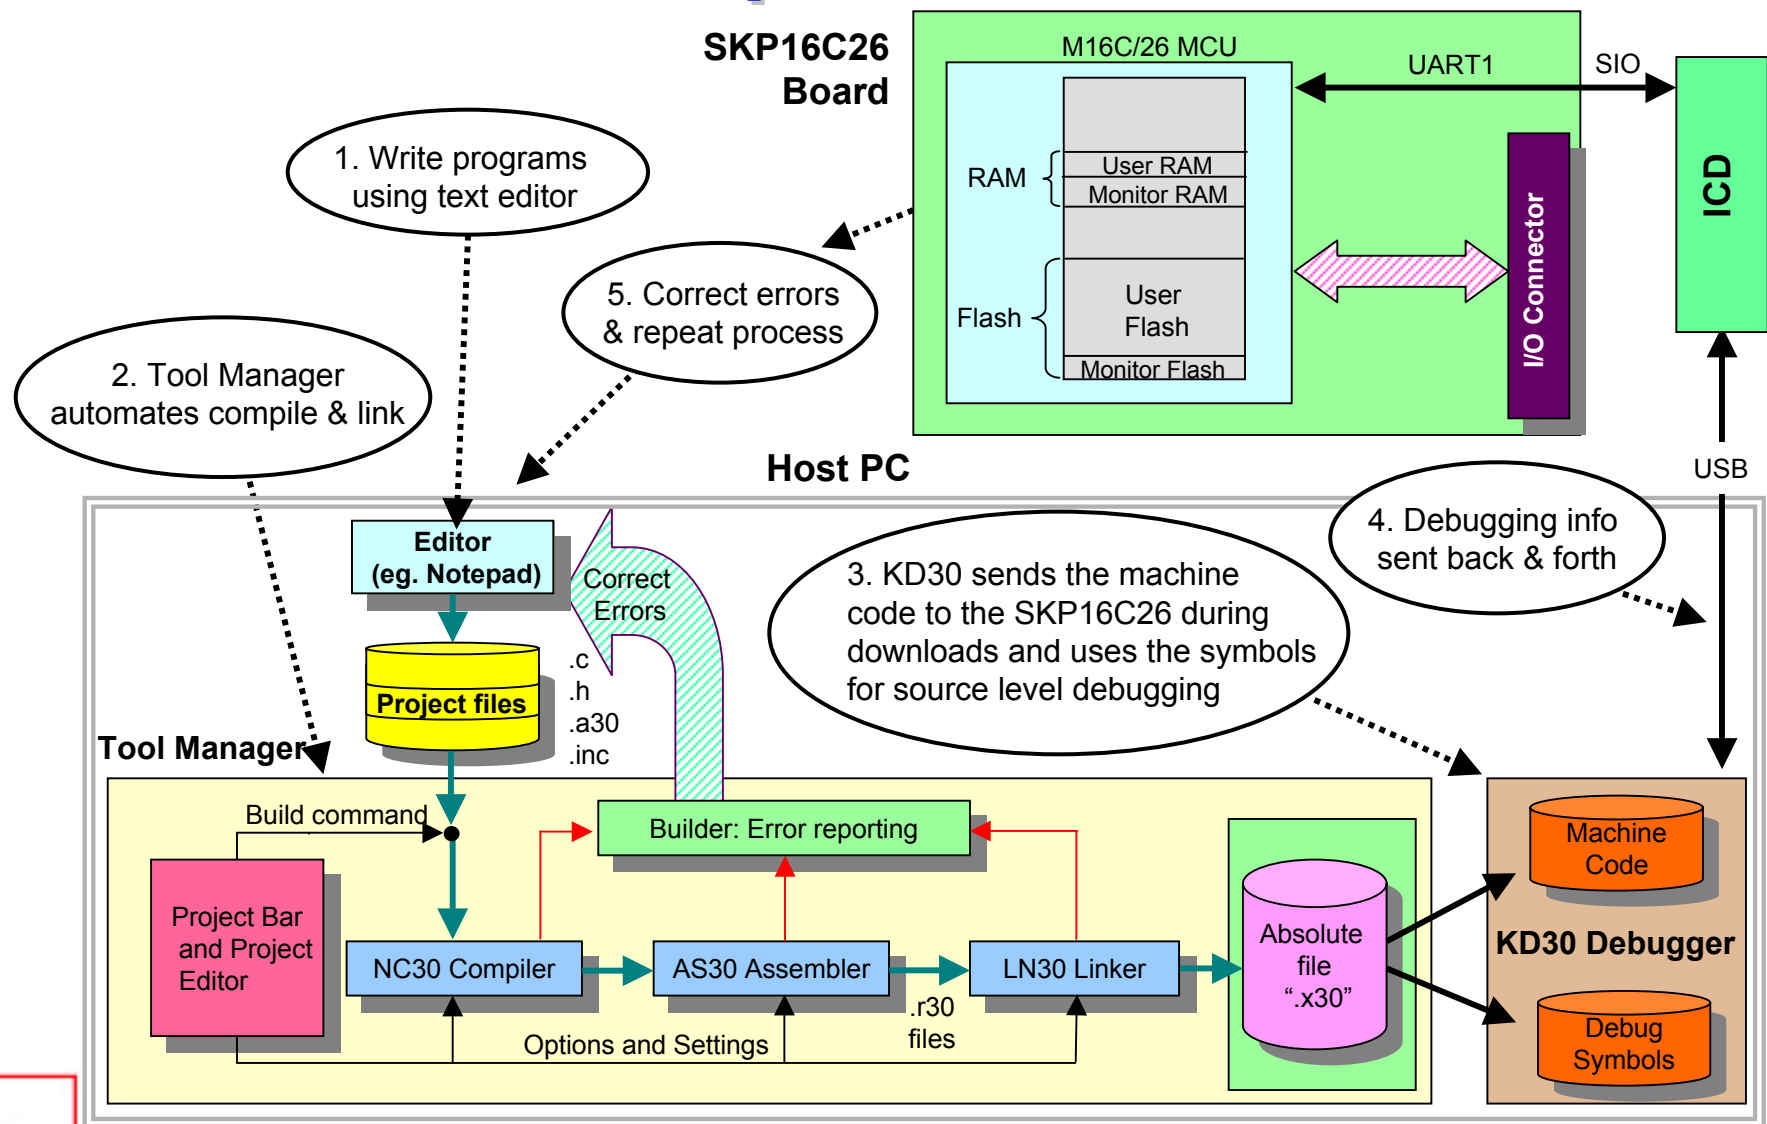 SKP16C26
Board
M16C/26 MCU
UART1
SIO
ICD
I/O Connector
RAM
User RAM
Monitor RAM
Flash
User
Flash
Monitor Flash
1. Write programs
using text editor
5. Correct errors
& repeat process
2. Tool Manager
automates compile & link
Host PC
USB
4. Debugging info
sent back & forth
3. KD30 sends the machine
code to the SKP16C26 during
downloads and uses the symbols
for source level debugging
Editor
(eg. Notepad)
Correct
Errors
Project files
.c
.h
.a30
.inc
Tool Manager
Build command
Builder: Error reporting
Project Bar
and Project
Editor
NC30 Compiler
AS30 Assembler
LN30 Linker
.r30
files
Options and Settings
Absolute
file
“.x30”
Machine
Code
KD30 Debugger
Debug
Symbols